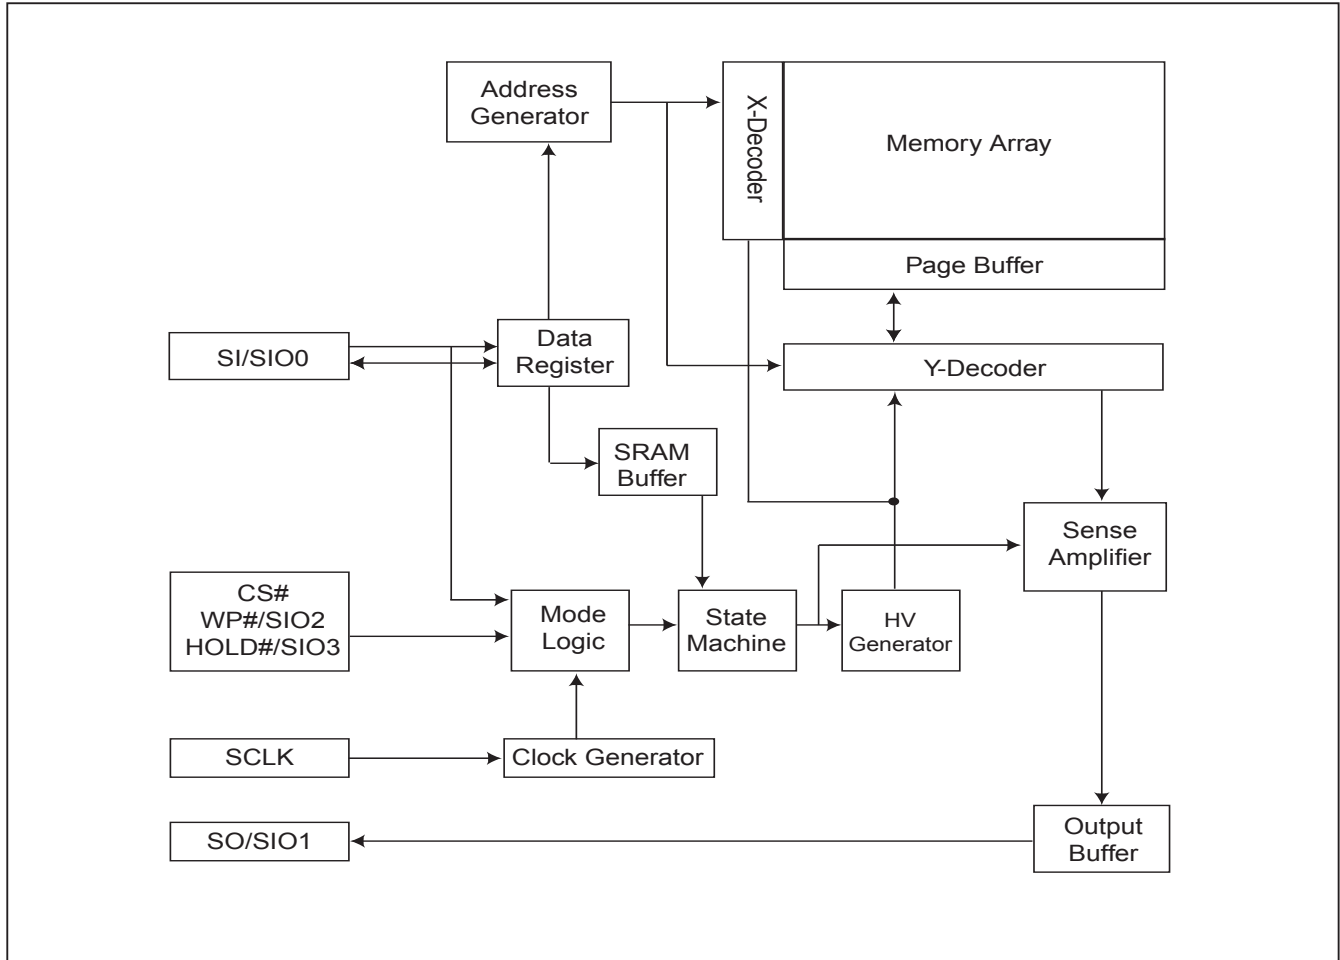 Address
Generator
X-Decoder
Memory Array
Page Buffer
SI/SIO0
Data
Register
Y-Decoder
SRAM
Buffer
Sense
Amplifier
CS#
WP#/SIO2
HOLD#/SIO3
Mode
Logic
State
Machine
HV
Generator
SCLK
Clock Generator
SO/SIO1
Output
Buffer